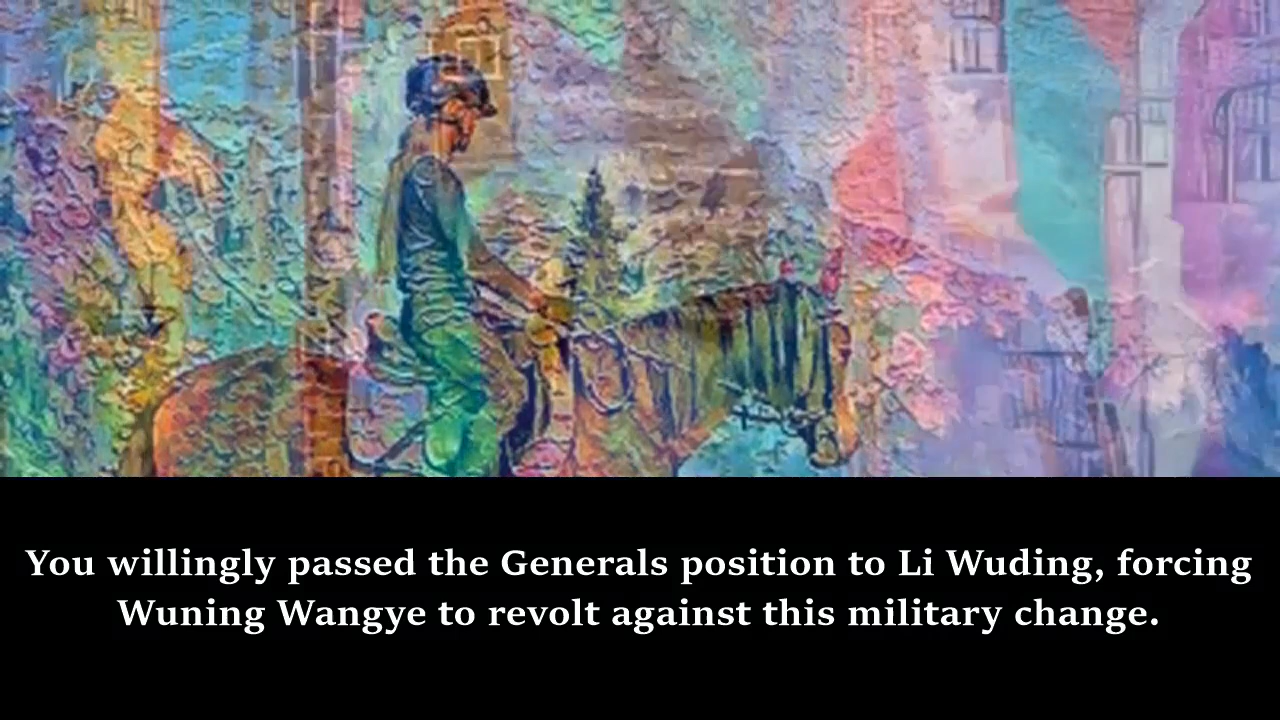 You willingly passed the Generals position to Li Wuding, forcing
Wuning Wangye to revolt against this military change.